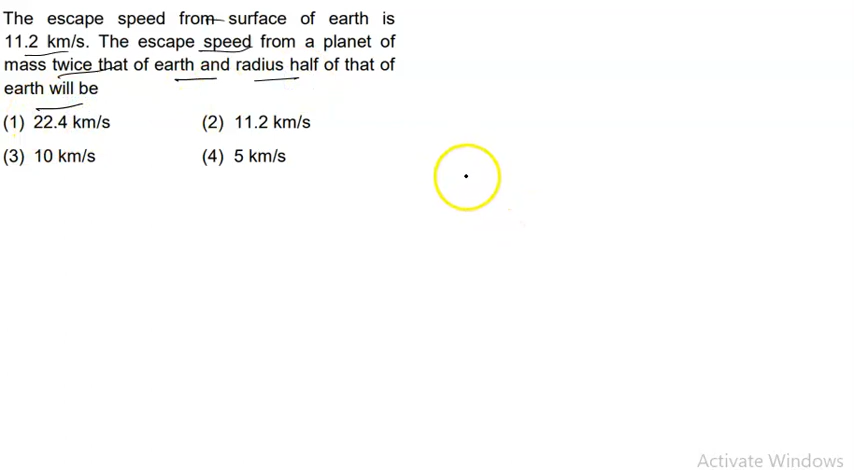 The escape speed from surface of earth is
11.2 km/s. The escape speed from a planet of
mass twice that of earth and radius half of that of
earth will be
(1) 22.4 km/s (2) 11.2 km/s
(3) 10 km/s (4) 5 km/s
Activate Windows